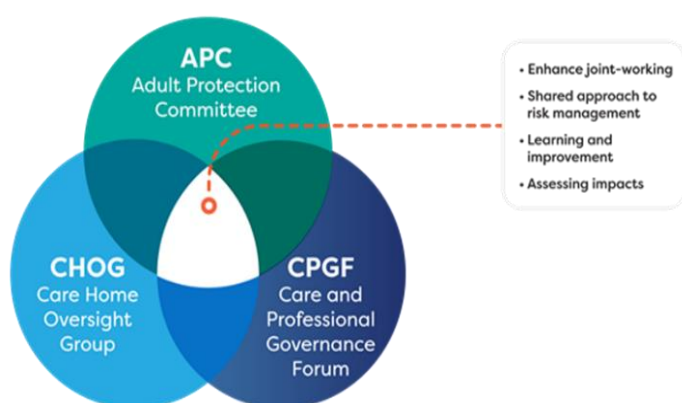 APC
Adult Protection
Committee
• Enhance joint-working
• Shared approach to
risk management
• Learning and
improvement
• Assessing impacts
CHOG
Care Home
Oversight
Group
CPGF
Care and
Professional
Governance
Forum